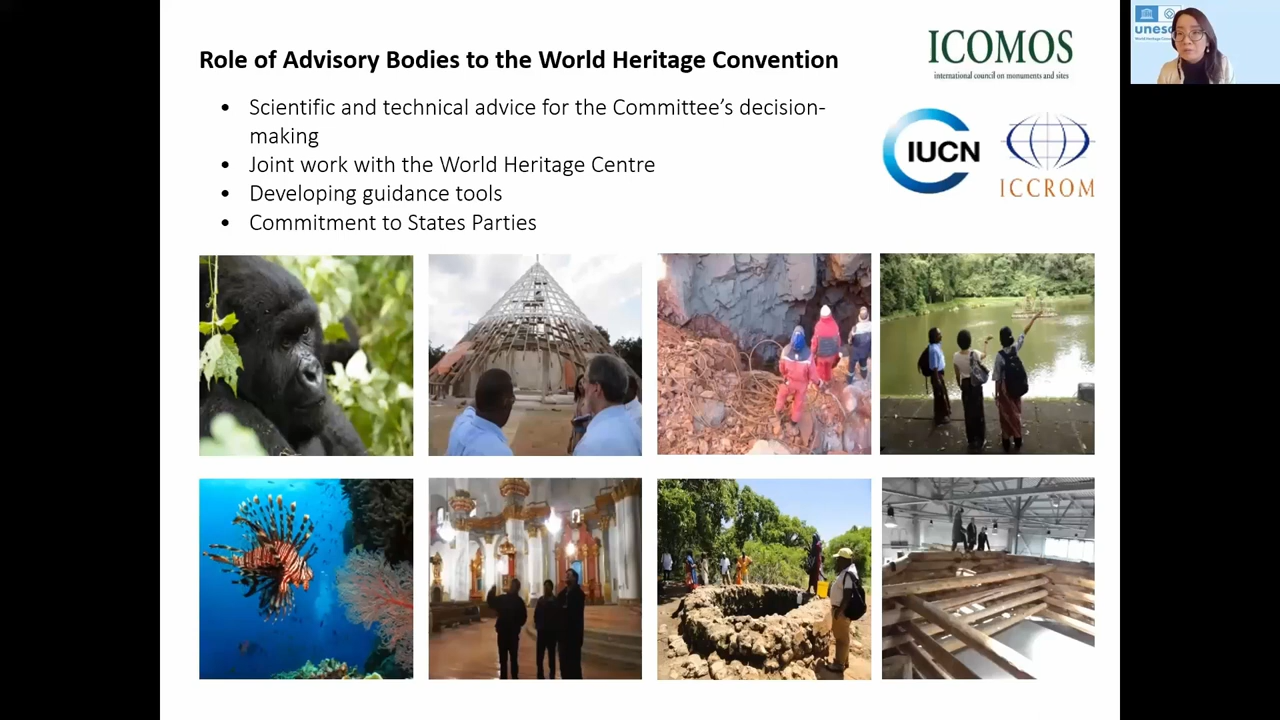 Role of Advisory Bodies to the World Heritage Convention
• Scientific and technical advice for the Committee's decision-
making
• Joint work with the World Heritage Centre
• Developing guidance tools
• Commitment to States Parties
ICOMOS
international council on monuments and sites
IUCN
ICCROM